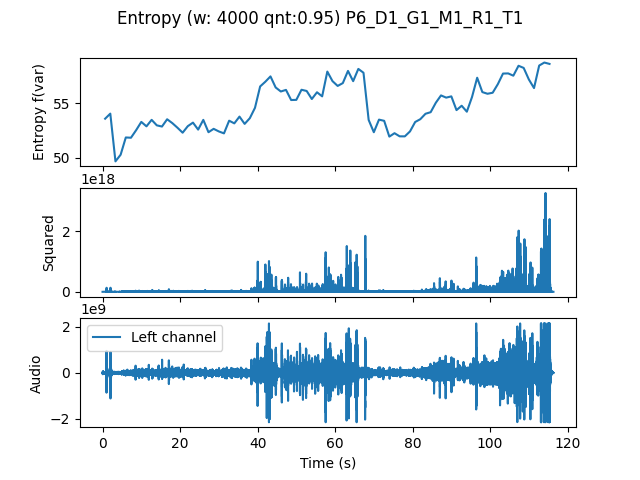 Entropy (w: 4000 qnt:0.95) P6_D1_G1_M1_R1_T1
Entropy f(var)
55
50
1e18
Squared
2
0
1e9
Audio
2
0
−2
Left channel
0 20 40 60 80 100 120
Time (s)